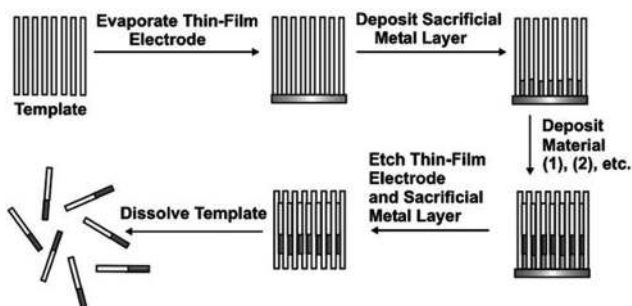 Evaporate Thin-Film
Electrode
Deposit Sacrificial
Metal Layer
Template
Deposit
Material
(1), (2), etc.
Etch Thin-Film
Electrode
and Sacrificial
Metal Layer
Dissolve Template